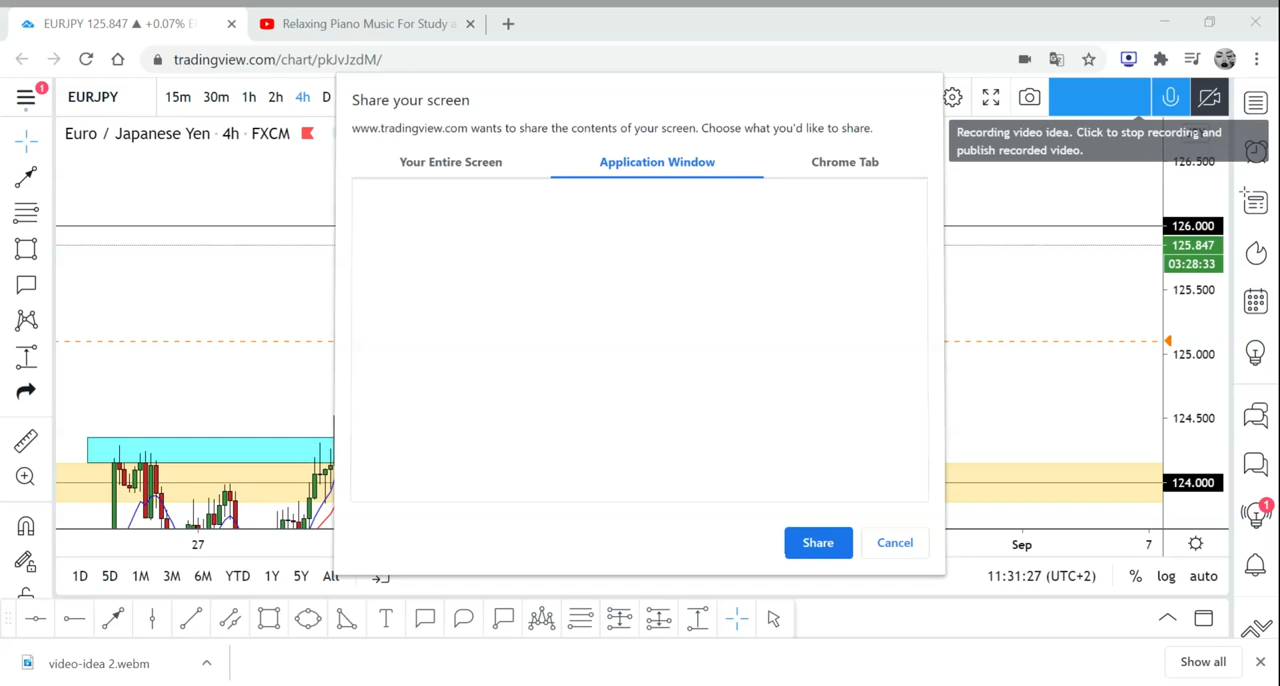 EURJPY 125.847 ▲ +0.07%
Relaxing Piano Music For Study
tradingview.com/chart/pkJvJzdM/
1
EURJPY
15m 30m 1h 2h 4h D
Euro / Japanese Yen · 4h · FXCM
Share your screen
www.tradingview.com wants to share the contents of your screen. Choose what you'd like to share.
Your Entire Screen
Application Window
Chrome Tab
Share
Cancel
Recording video idea. Click to stop recording and
publish recorded video.
126.500
126.000
125.847
03:28:33
125.500
125.000
124.500
124.000
27
Sep
7
1D 5D 1M 3M 6M YTD 1Y 5Y All
11:31:27 (UTC+2)
% log auto
1
T
video-idea 2.webm
Show all